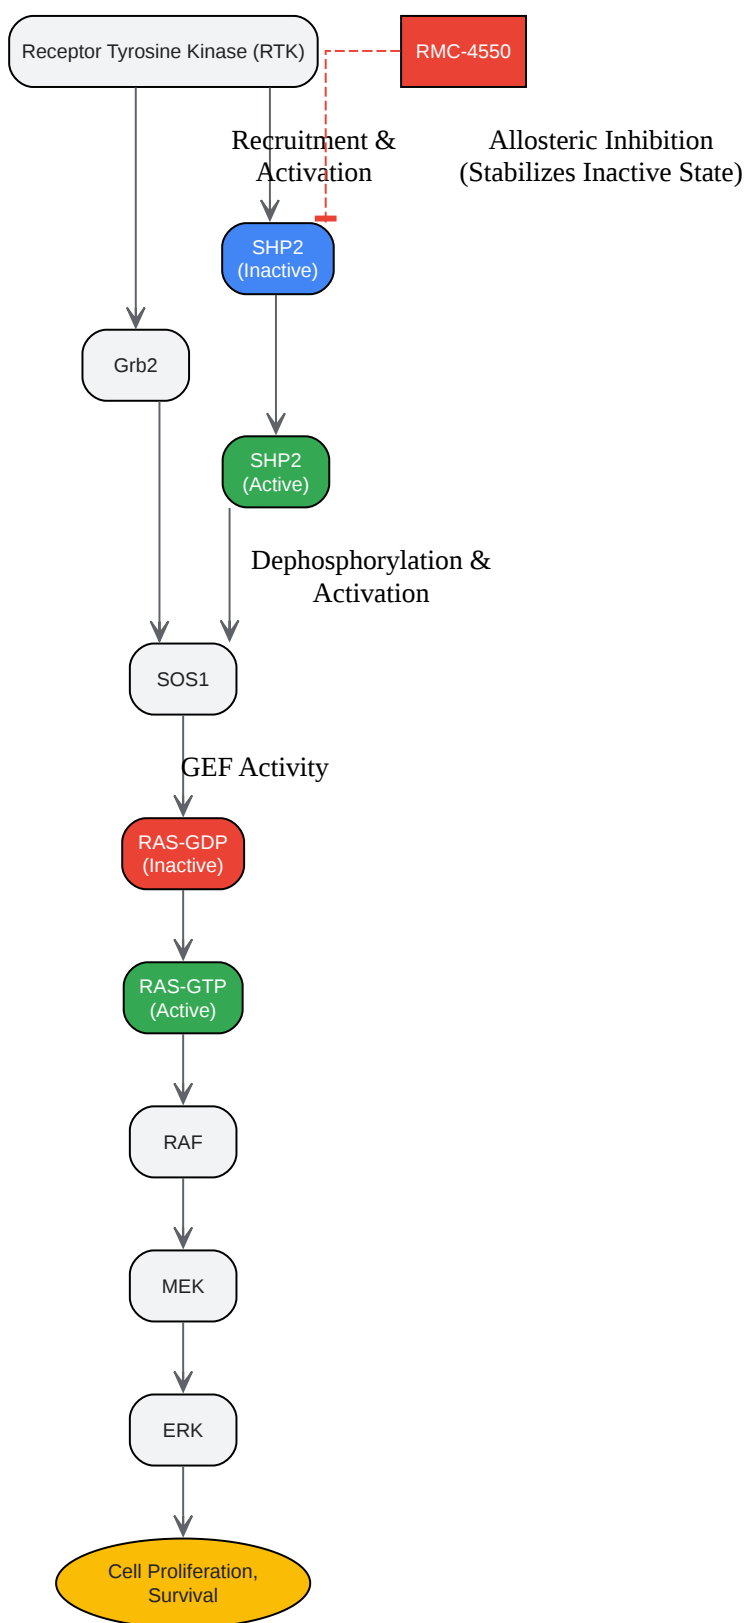 Receptor Tyrosine Kinase (RTK)
RMC-4550
Recruitment &
Activation
Allosteric Inhibition
(Stabilizes Inactive State)
SHP2
(Inactive)
Grb2
SHP2
(Active)
Dephosphorylation &
Activation
SOS1
GEF Activity
RAS-GDP
(Inactive)
RAS-GTP
(Active)
RAF
MEK
ERK
Cell Proliferation,
Survival